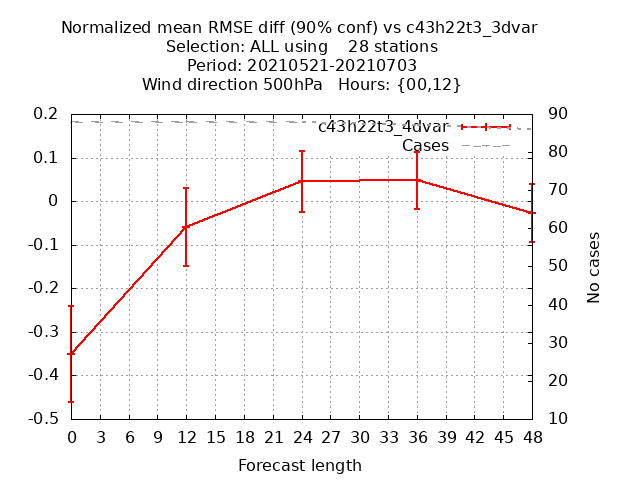 Normalized mean RMSE diff (90% conf) vs c43h22t3_3dvar
Selection: ALL using    28 stations
Period: 20210521-20210703
Wind direction 500hPa   Hours: {00,12}
c43h22t3_4dvar
Cases
0.2
0.1
0
-0.1
-0.2
-0.3
-0.4
-0.5
90
80
70
60
50
40
30
20
10
No cases
0 3 6 9 12 15 18 21 24 27 30 33 36 39 42 45 48
Forecast length